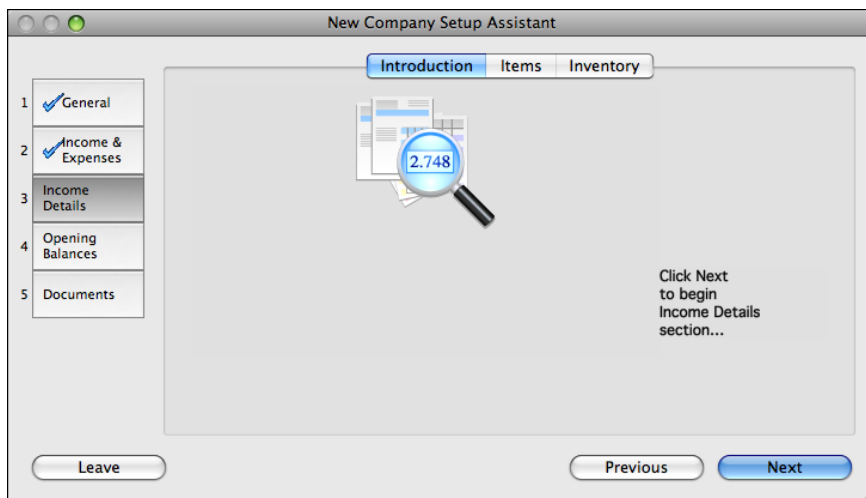 New Company Setup Assistant
Introduction Items Inventory
1 General
2 Income &
Expenses
3 Income
Details
4 Opening
Balances
5 Documents
2.748
Click Next
to begin
Income Details
section...
Leave Previous Next